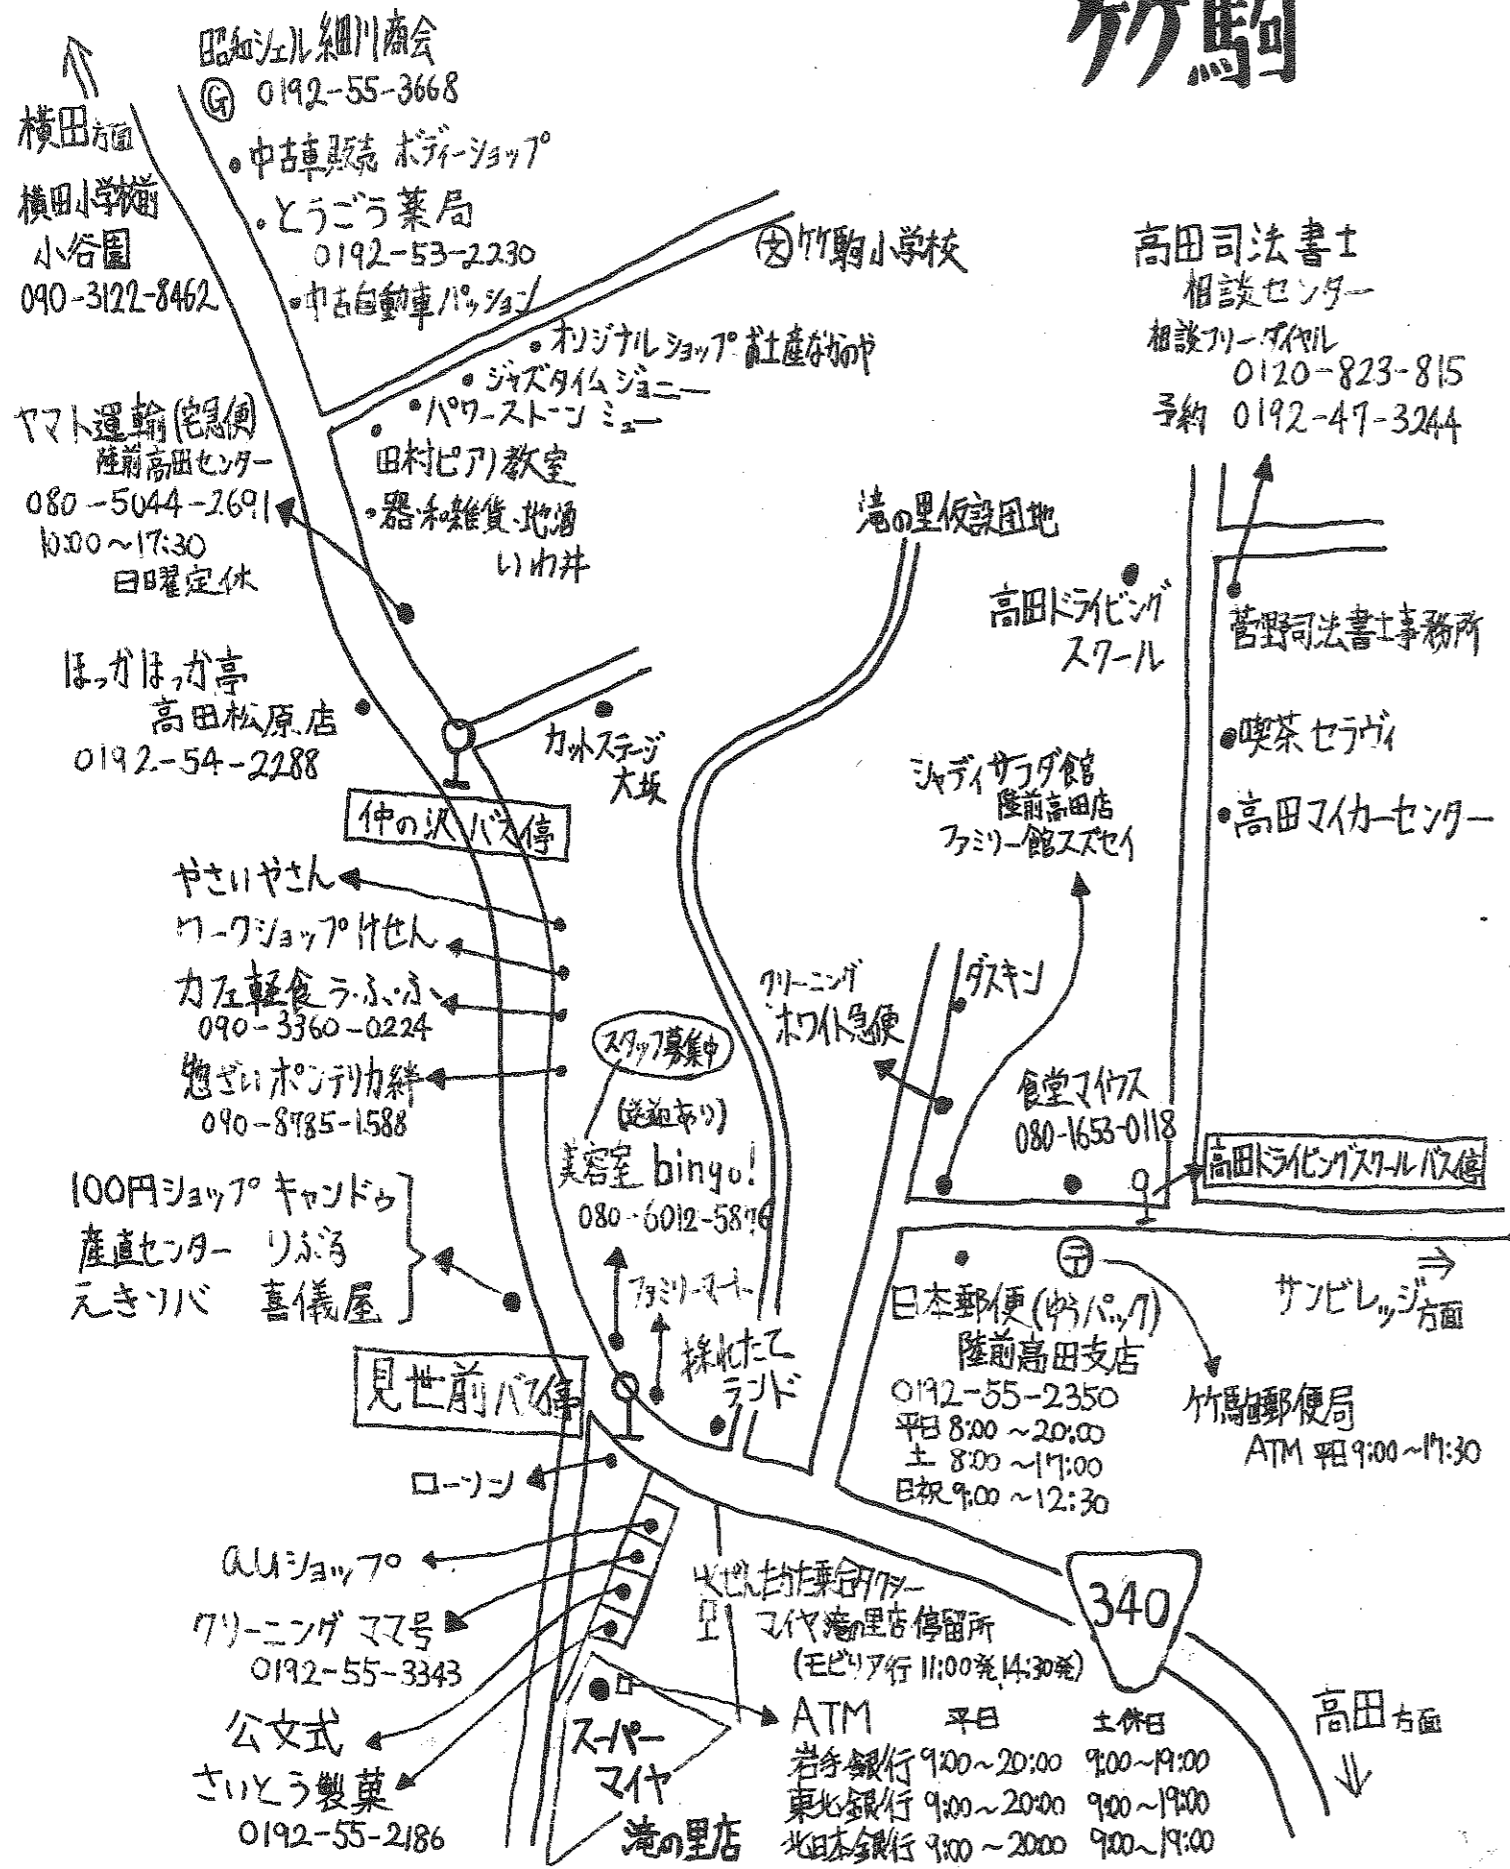 竹駒
昭和シェル 細川商会
G 0192-55-3668
横田方面
・中古車販売 ボディーショップ
横田小学校前
小谷園
090-3122-8462
・とうごう薬局
0192-53-2230
・中古自動車パッション
文 竹駒小学校
・オリジナルショップ お土産なかのや
・ジャズタイム ジョニー
・パワーストーン ミュー
田村ピアノ教室
・器・和雑貨・地酒
いわ井
高田司法書士
相談センター
相談フリーダイヤル
0120-823-815
予約 0192-47-3244
ヤマト運輸(宅急便)
陸前高田センター
080-5044-2691
10:00～17:30
日曜定休
滝の里仮設団地
高田ドライビング
スクール
菅野司法書士事務所
・喫茶 セラヴィ
・高田マイカーセンター
ほっかほっか亭
高田松原店
0192-54-2288
カットステージ
大坂
仲の沢 バス停
シャディサラダ館
陸前高田店
ファミリー館スズセイ
やさいやさん
ワークショップけせん
カフェ軽食 らふ・ふ
090-3360-0224
惣ざい ポンテリカ絆
090-8785-1588
スタッフ募集中
(送迎あり)
美容室 bingo!
080-6012-5876
クリーニング
ホワイト急便
ダスキン
食堂マイウス
080-1653-0118
高田ドライビングスクール バス停
100円ショップ キャンドゥ
産直センター りぶる
えきリバ 喜儀屋
ファミリーマート
採れたて
ランド
見世前 バス停
〒
日本郵便(ゆうパック)
陸前高田支店
0192-55-2350
平日 8:00～20:00
土 8:00～17:00
日祝 9:00～12:30
サンビレッジ方面
竹駒郵便局
ATM 平日 9:00～17:30
ローソン
auショップ
クリーニング ママ号
0192-55-3343
公文式
さいとう製菓
0192-55-2186
乗合タクシー
マイヤ滝の里店 停留所
(モビリア行 11:00発 14:30発)
340
高田方面
スーパー
マイヤ
滝の里店
ATM 平日 土休日
岩手銀行 9:00～20:00 9:00～19:00
東北銀行 9:00～20:00 9:00～19:00
北日本銀行 9:00～20:00 9:00～19:00